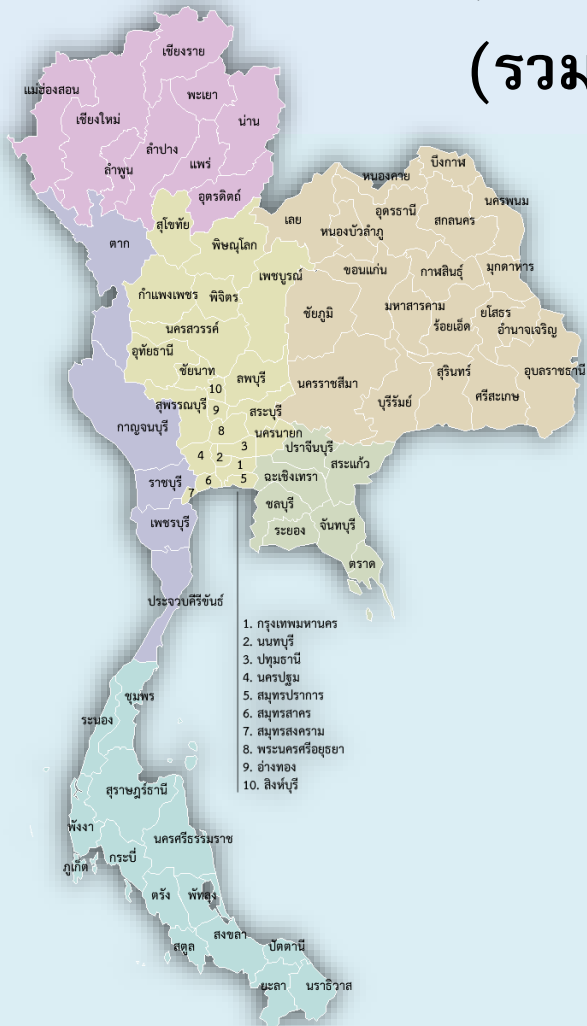 (รวม
เชียงราย
แม่ฮ่องสอน
พะเยา
เชียงใหม่
น่าน
ลำปาง
แพร่
ลำพูน
อุตรดิตถ์
สุโขทัย
ตาก
พิษณุโลก
เพชบูรณ์
กำแพงเพชร
พิจิตร
นครสวรรค์
อุทัยธานี
ชัยนาท
ลพบุรี
10
สุพรรณบุรี
9
สระบุรี
8
นครนายก
3
4
2
1
6
5
7
บึงกาฬ
หนองคาย
นครพนม
เลย
อุดรธานี
สกลนคร
หนองบัวลำภู
ขอนแก่น
กาฬสินธุ์
มุกดาหาร
ชัยภูมิ
มหาสารคาม
ยโสธร
ร้อยเอ็ด
อำนาจเจริญ
นครราชสีมา
สุรินทร์
อุบลราชธานี
บุรีรัมย์
ศรีสะเกษ
กาญจนบุรี
ราชบุรี
เพชรบุรี
ประจวบคีรีขันธ์
ปราจีนบุรี
สระแก้ว
ฉะเชิงเทรา
ชลบุรี
ระยอง
จันทบุรี
ตราด
1. กรุงเทพมหานคร
2. นนทบุรี
3. ปทุมธานี
4. นครปฐม
5. สมุทรปราการ
6. สมุทรสาคร
7. สมุทรสงคราม
8. พระนครศรีอยุธยา
9. อ่างทอง
10. สิงห์บุรี
ชุมพร
ระนอง
สุราษฎร์ธานี
พังงา
นครศรีธรรมราช
ภูเก็ต
กระบี่
ตรัง
พัทลุง
สตูล
สงขลา
ปัตตานี
ยะลา
นราธิวาส